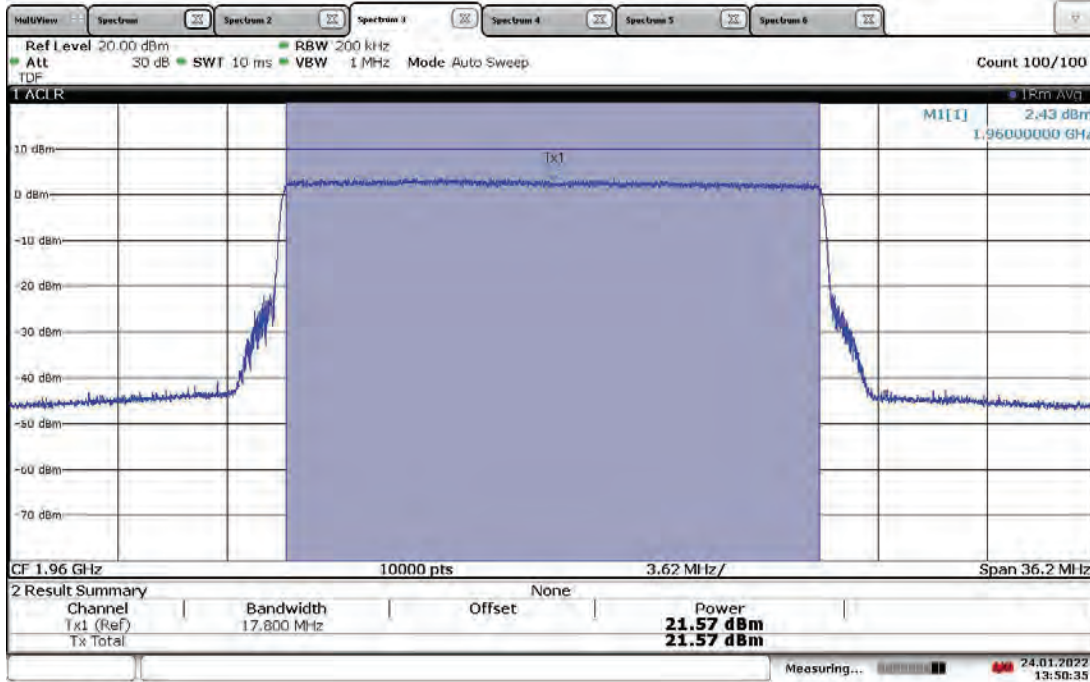 MultiView Spectrum Spectrum 2 Spectrum 3 Spectrum 4 Spectrum 5 Spectrum 6
Ref Level 20.00 dBm RBW 200 kHz
Att 30 dB SWT 10 ms VBW 1 MHz Mode Auto Sweep Count 100/100
TDF
1 ACLR 1Rm Avg
M1[1] 2.43 dBm
1.96000000 GHz
10 dBm
Tx1
0 dBm
-10 dBm
-20 dBm
-30 dBm
-40 dBm
-50 dBm
-60 dBm
-70 dBm
CF 1.96 GHz 10000 pts 3.62 MHz/ Span 36.2 MHz
2 Result Summary None
Channel Bandwidth Offset Power
Tx1 (Ref) 17.800 MHz 21.57 dBm
Tx Total 21.57 dBm
Measuring... 24.01.2022
13:50:35